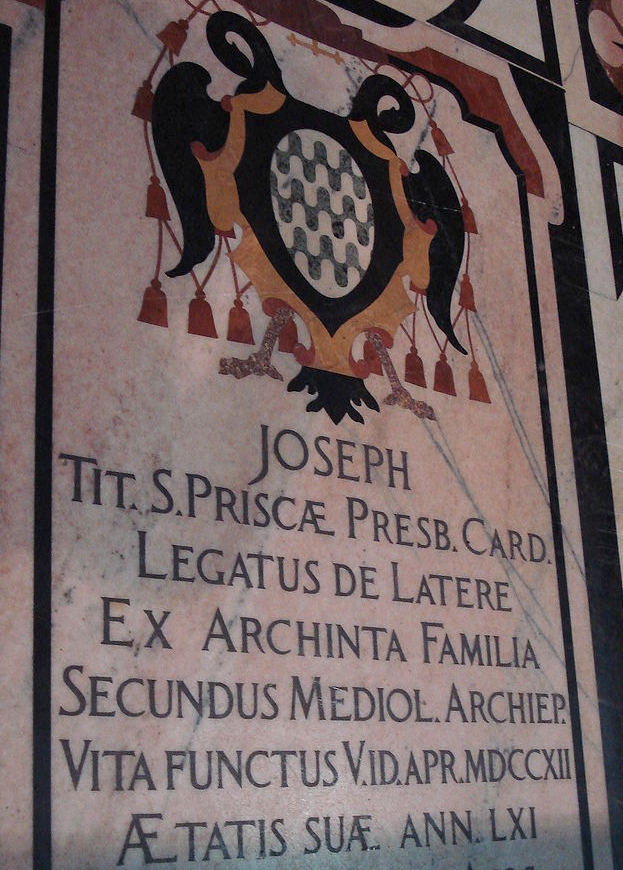 JOSEPH
TIT. S. PRISCÆ PRESB. CARD.
LEGATUS DE LATERE
EX ARCHINTA FAMILIA
SECUNDUS MEDIOL. ARCHIEP.
VITA FUNCTUS V.ID.APR.MDCCXII
ÆTATIS SUÆ ANN. LXI